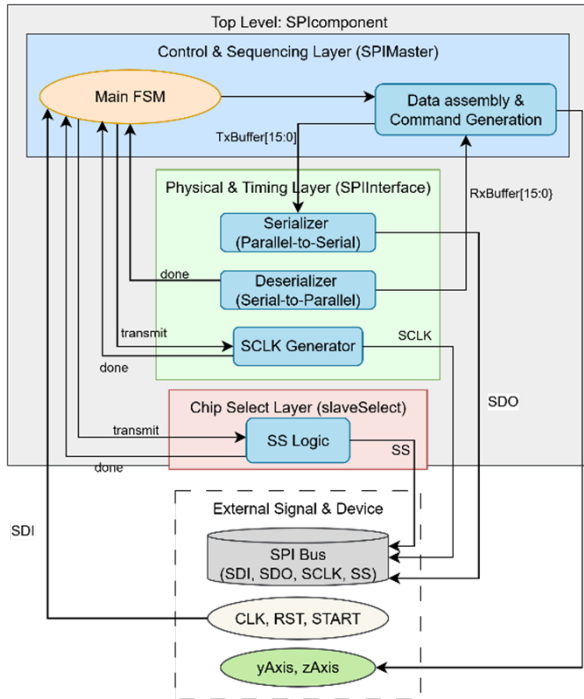 Top Level: SPIcomponent
Control & Sequencing Layer (SPIMaster)
Main FSM
Data assembly &
Command Generation
TxBuffer[15:0]
RxBuffer[15:0}
Physical & Timing Layer (SPIInterface)
Serializer
(Parallel-to-Serial)
done
Deserializer
(Serial-to-Parallel)
transmit
SCLK Generator
SCLK
done
SDO
Chip Select Layer (slaveSelect)
transmit
SS Logic
SS
done
SDI
External Signal & Device
SPI Bus
(SDI, SDO, SCLK, SS)
CLK, RST, START
yAxis, zAxis